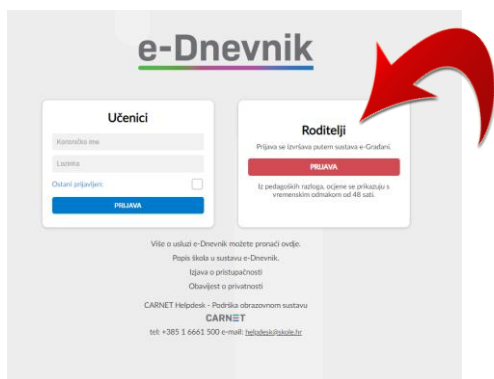 e-Dnevnik
Učenici
Korisničko ime
Lozinka
Ostani prijavljen:
PRIJAVA
Roditelji
Prijava se izvršava putem sustava e-Građani.
PRIJAVA
Iz pedagoških razloga, ocjene se prikazuju s
vremenskim odmakom od 48 sati.
Više o usluzi e-Dnevnik možete pronaći ovdje.
Popis škola u sustavu e-Dnevnik.
Izjava o pristupačnosti
Obavijest o privatnosti
CARNET Helpdesk - Podrška obrazovnom sustavu
CARNET
tel: +385 1 6661 500 e-mail: helpdesk@skole.hr